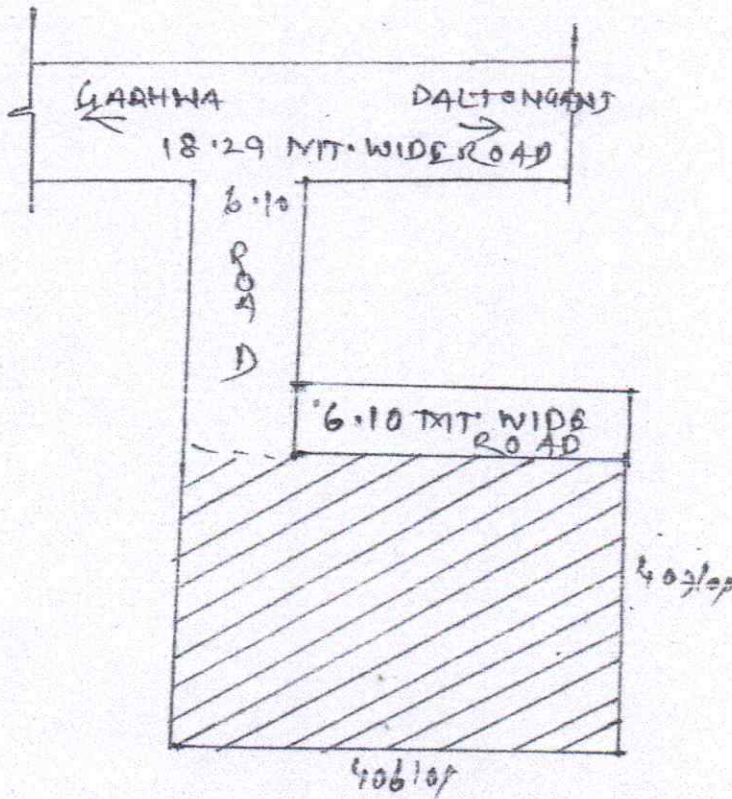 GARHWA DALTONGANJ
18.29 MT. WIDE ROAD
6.10
ROAD
6.10 MT. WIDE
ROAD